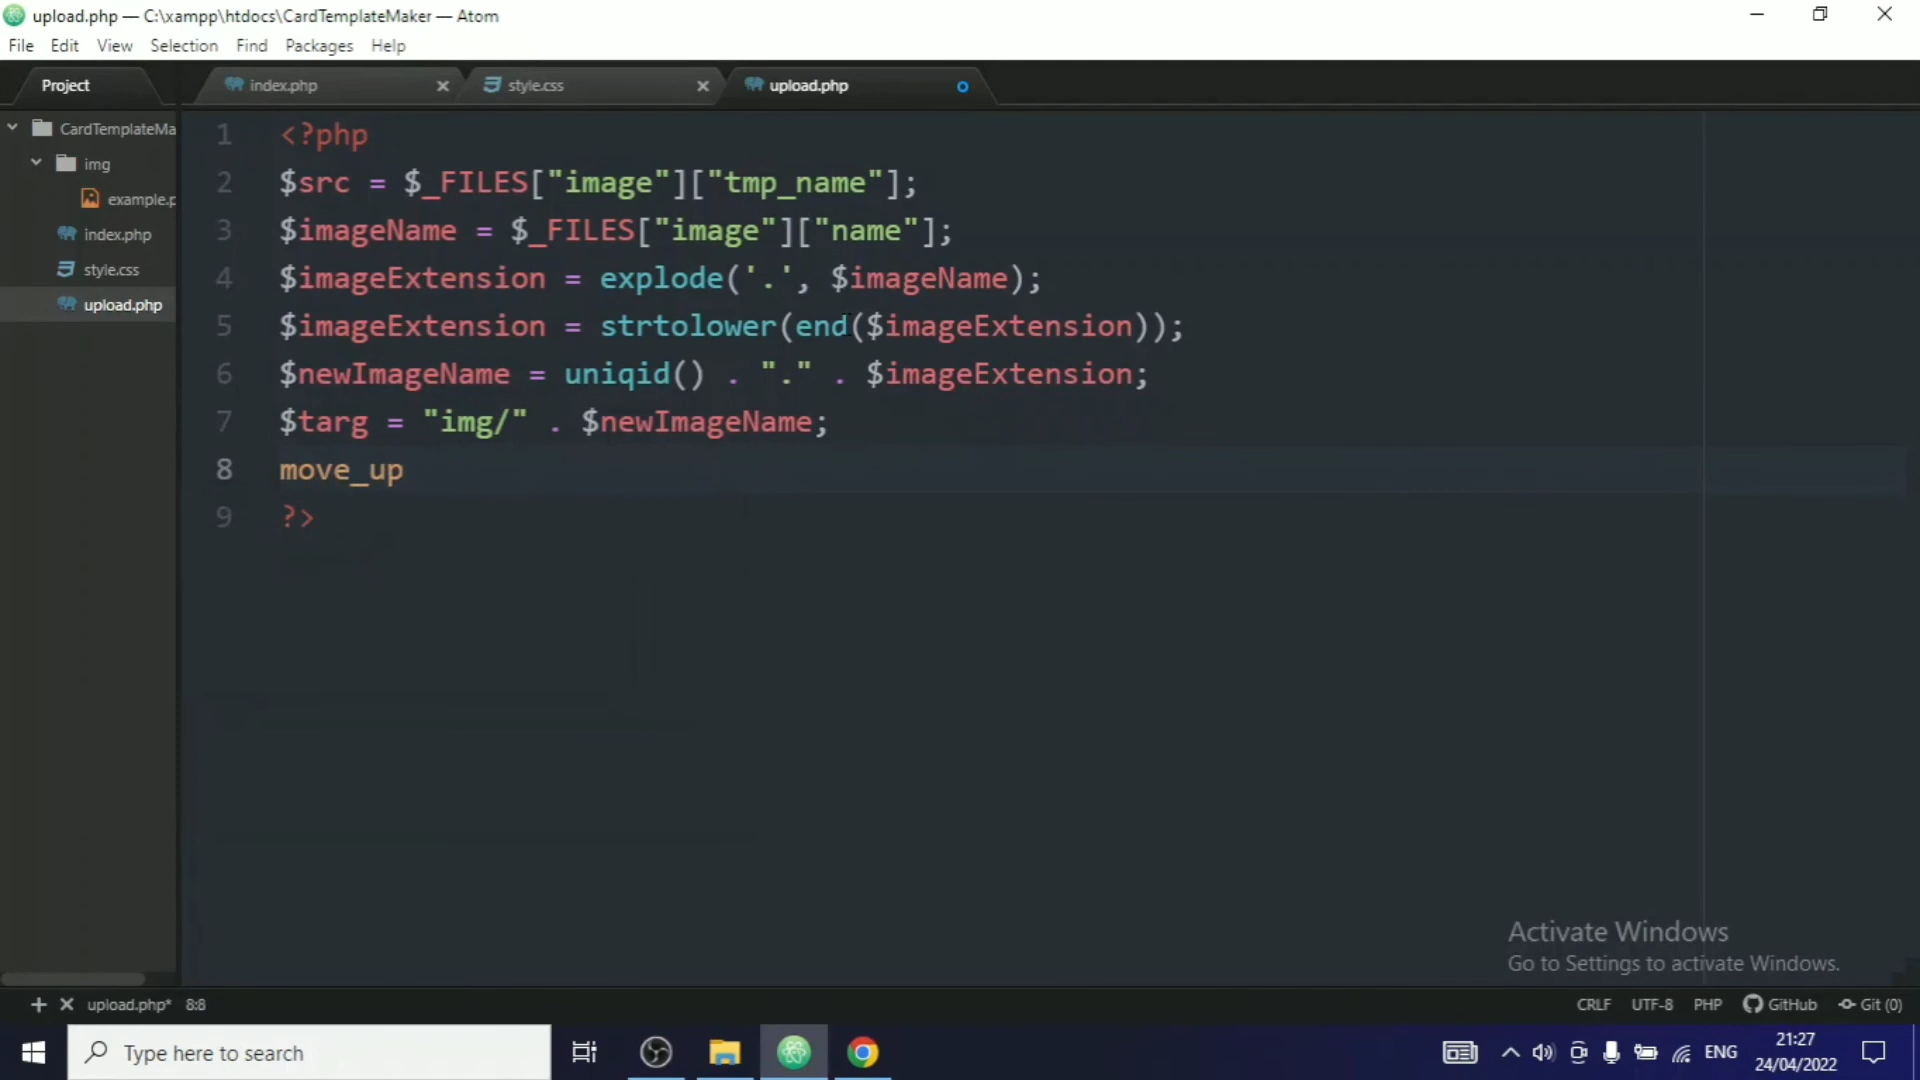 upload.php — C:\xampp\htdocs\CardTemplateMaker — Atom
File Edit View Selection Find Packages Help
Project
index.php
style.css
upload.php
CardTemplateMa
img
example.p
index.php
style.css
upload.php
1 <?php
2 $src = $_FILES["image"]["tmp_name"];
3 $imageName = $_FILES["image"]["name"];
4 $imageExtension = explode('.', $imageName);
5 $imageExtension = strtolower(end($imageExtension));
6 $newImageName = uniqid() . "." . $imageExtension;
7 $targ = "img/" . $newImageName;
8 move_up
9 ?>
Activate Windows
Go to Settings to activate Windows.
upload.php* 8:8
CRLF UTF-8 PHP GitHub Git (0)
Type here to search
ENG
21:27
24/04/2022